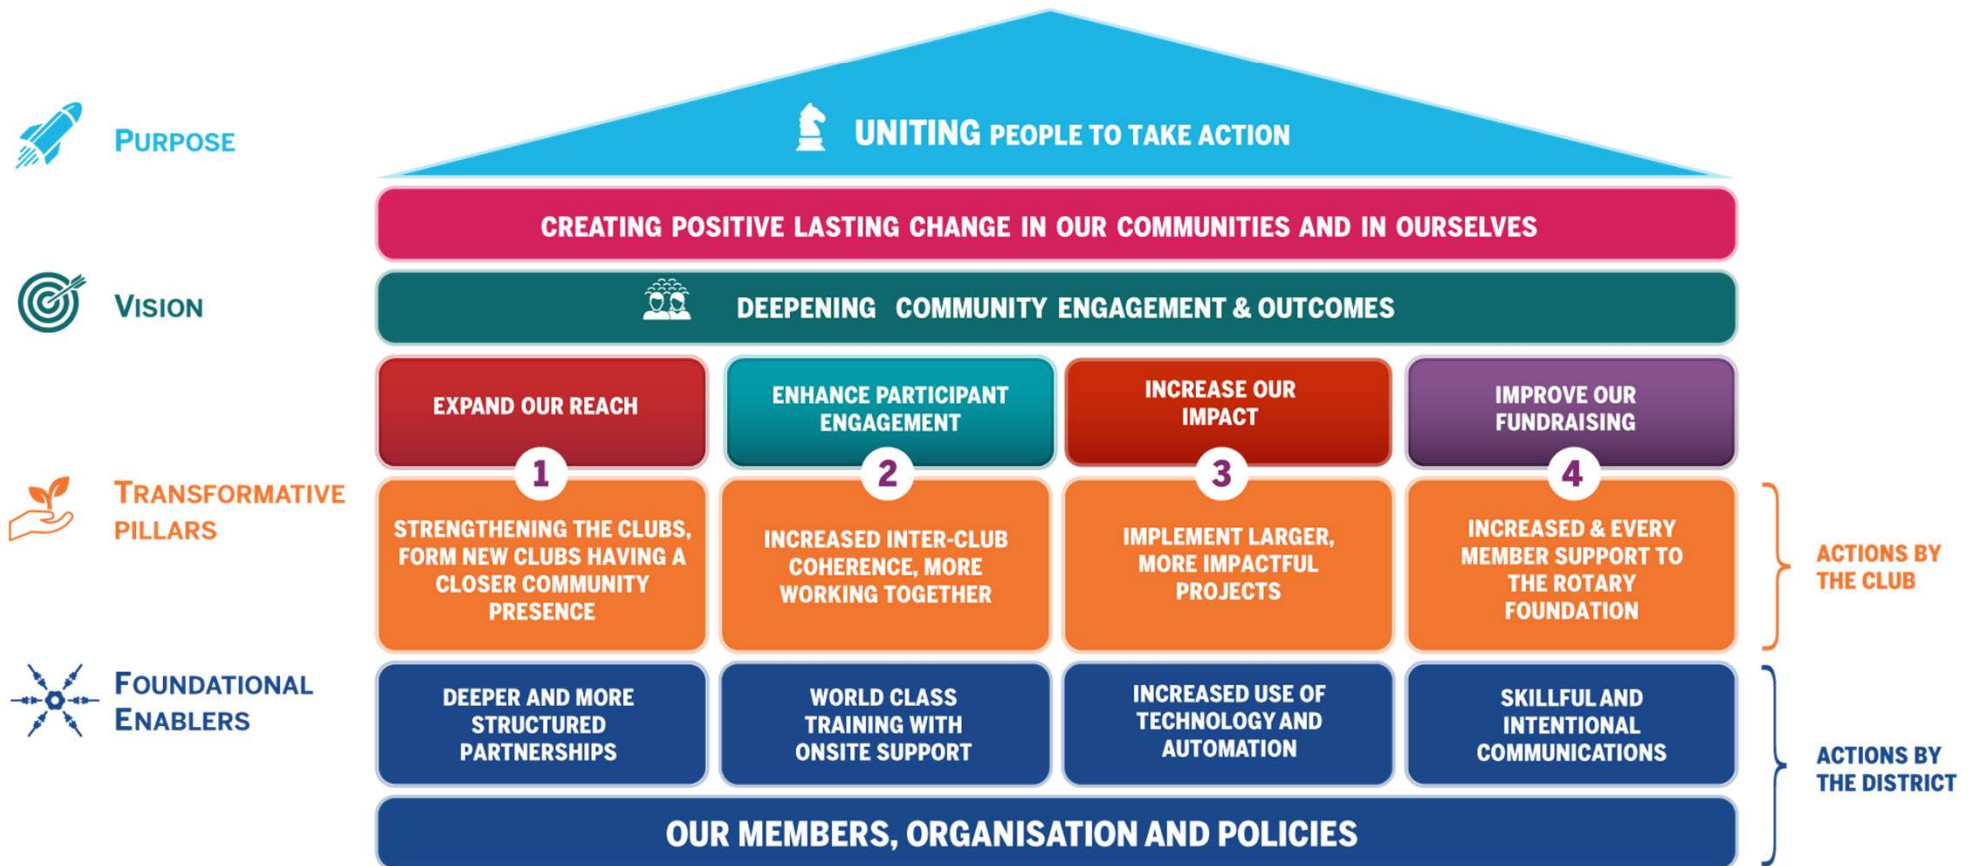 PURPOSE
UNITING PEOPLE TO TAKE ACTION
CREATING POSITIVE LASTING CHANGE IN OUR COMMUNITIES AND IN OURSELVES
VISION
DEEPENING COMMUNITY ENGAGEMENT & OUTCOMES
EXPAND OUR REACH
ENHANCE PARTICIPANT
ENGAGEMENT
INCREASE OUR
IMPACT
IMPROVE OUR
FUNDRAISING
TRANSFORMATIVE
PILLARS
1
STRENGTHENING THE CLUBS,
FORM NEW CLUBS HAVING A
CLOSER COMMUNITY
PRESENCE
2
INCREASED INTER-CLUB
COHERENCE, MORE
WORKING TOGETHER
3
IMPLEMENT LARGER,
MORE IMPACTFUL
PROJECTS
4
INCREASED & EVERY
MEMBER SUPPORT TO
THE ROTARY
FOUNDATION
ACTIONS BY
THE CLUB
FOUNDATIONAL
ENABLERS
DEEPER AND MORE
STRUCTURED
PARTNERSHIPS
WORLD CLASS
TRAINING WITH
ONSITE SUPPORT
INCREASED USE OF
TECHNOLOGY AND
AUTOMATION
SKILLFUL AND
INTENTIONAL
COMMUNICATIONS
ACTIONS BY
THE DISTRICT
OUR MEMBERS, ORGANISATION AND POLICIES